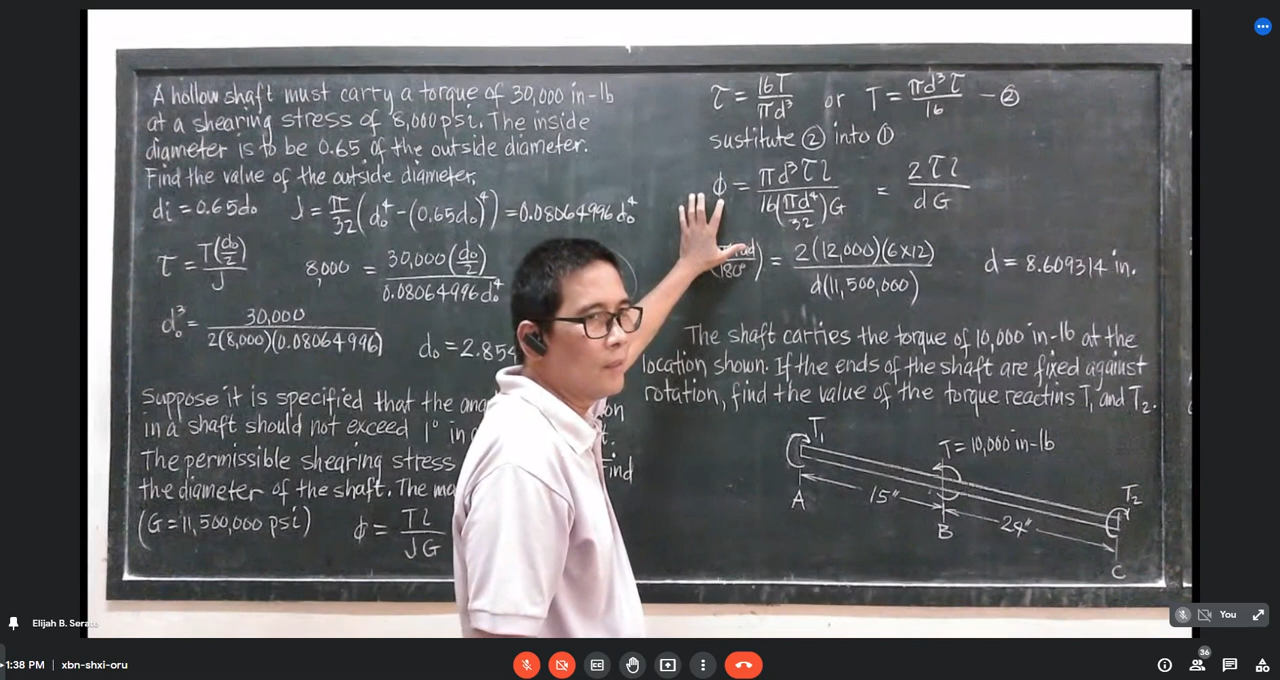 A hollow shaft must carry a torque of 30,000 in-lb
at a shearing stress of 8,000 psi. The inside
diameter is to be 0.65 of the outside diameter.
Find the value of the outside diameter.
di = 0.65do J = π/32 (do⁴ - (0.65do)⁴) = 0.08064996 do⁴
τ = T(do/2)/J 8,000 = 30,000(do/2)/0.08064996do⁴
do³ = 30,000/2(8,000)(0.08064996) do = 2.854
Suppose it is specified that the
in a shaft should not exceed 1° in
The permissible shearing stress
the diameter of the shaft. The
(G = 11,500,000 psi) φ = Tl/JG
τ = 16T/πd³ or T = πd³τ/16 - ②
sustitute ② into ①
φ = πd³τl/16(πd⁴/32)G = 2τl/dG
180° ) = 2(12,000)(6x12)/d(11,500,000) d = 8.609314 in.
The shaft carries the torque of 10,000 in-lb at the
location shown. If the ends of the shaft are fixed against
rotation, find the value of the torque reactins T₁ and T₂.
T₁
T = 10,000 in-lb
T₂
15"
24"
A
B
C
Elijah B. Serate
You
1:38 PM | xbn-shxi-oru
36